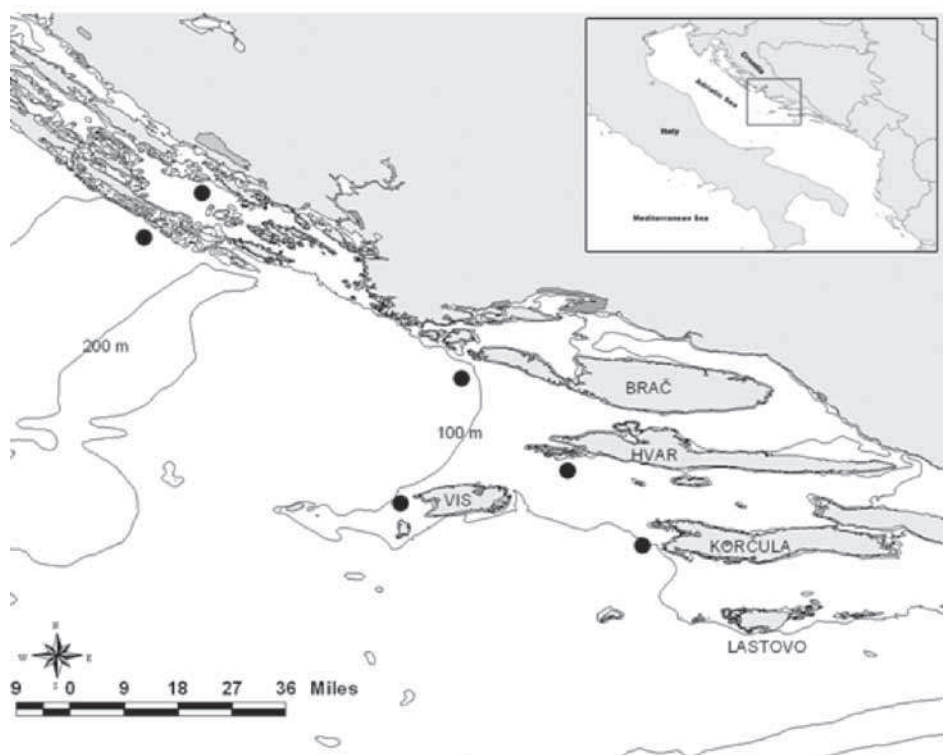 Croatia
Adriatic Sea
Italy
Mediterranean Sea
200 m
BRAČ
100 m
HVAR
VIS
KORČULA
LASTOVO
N
W E
S
9 0 9 18 27 36 Miles